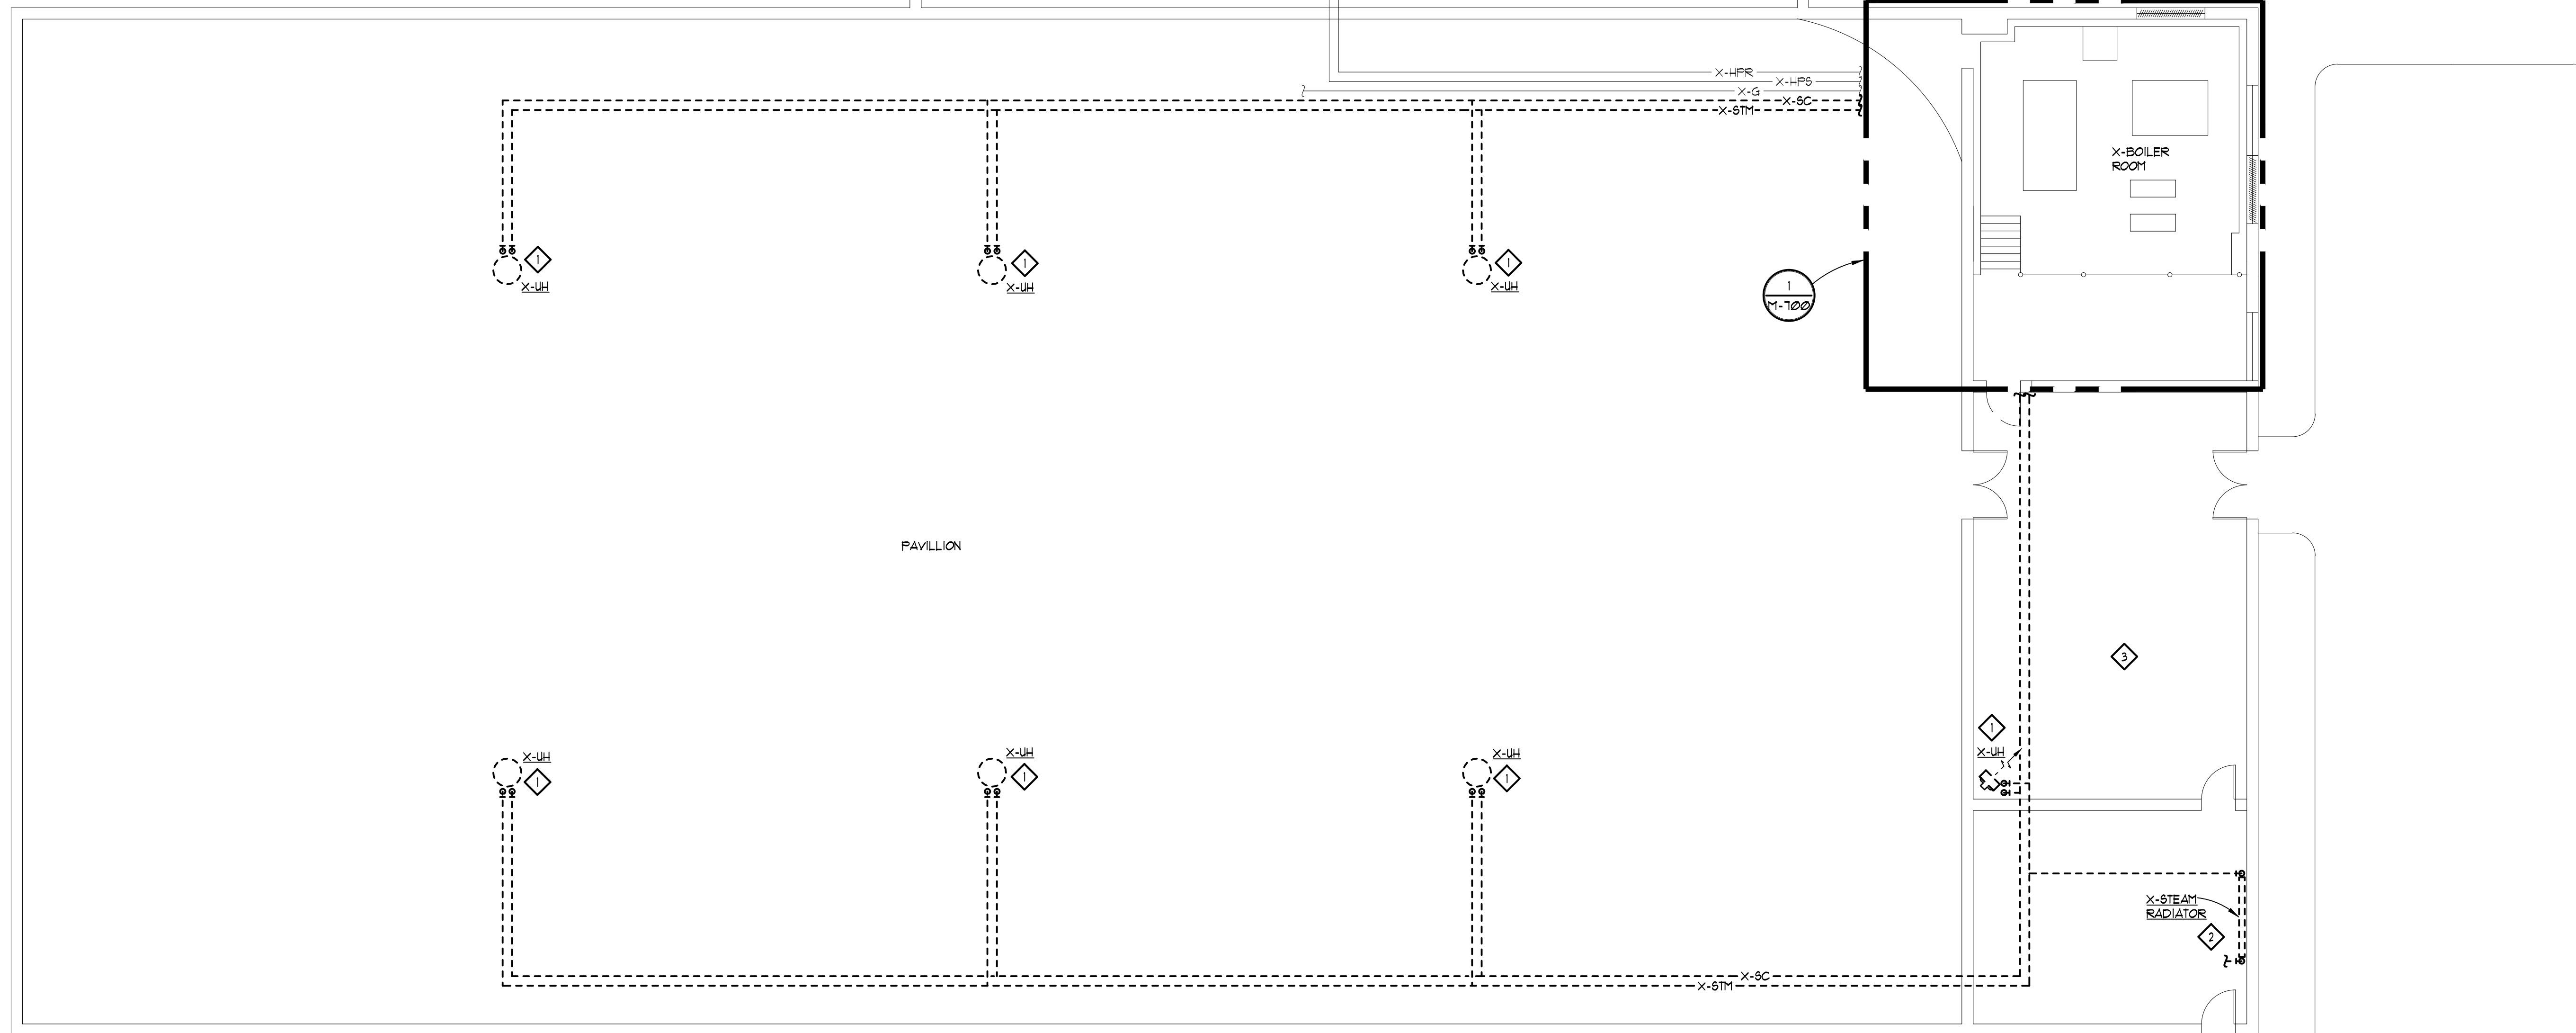 X-HPR
X-HPS
X-G
X-SC
X-STM
X-BOILER
ROOM
1
X-UH
1
X-UH
1
X-UH
1
M-700
PAVILLION
3
1
X-UH
X-UH
1
X-UH
1
X-UH
1
X-STEAM
RADIATOR
2
X-SC
X-STM